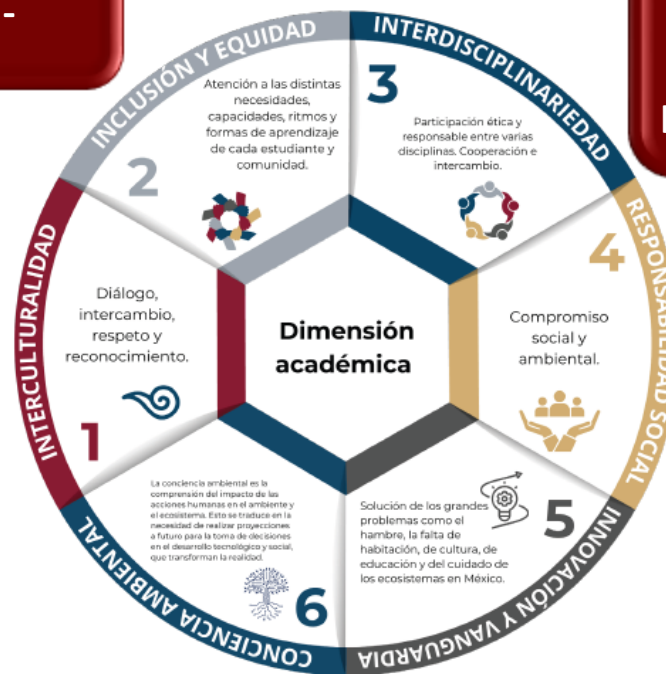 -
Dimensión
académica
INTERCULTURALIDAD
1
Diálogo,
intercambio,
respeto y
reconocimiento.
INCLUSIÓN Y EQUIDAD
2
Atención a las distintas
necesidades,
capacidades, ritmos y
formas de aprendizaje
de cada estudiante y
comunidad.
INTERDISCIPLINARIEDAD
3
Participación ética y
responsable entre varias
disciplinas. Cooperación e
intercambio.
RESPONSABILIDAD SOCIAL
4
Compromiso
social y
ambiental.
INNOVACIÓN Y VANGUARDIA
5
Solución de los grandes
problemas como el
hambre, la falta de
habitación, de cultura, de
educación y del cuidado de
los ecosistemas en México.
CONCIENCIA AMBIENTAL
6
La conciencia ambiental es la
comprensión del impacto de las
acciones humanas en el ambiente y
el ecosistema. Esto se traduce en la
necesidad de realizar proyecciones
a futuro para la toma de decisiones
en el desarrollo tecnológico y social,
que transforman la realidad.